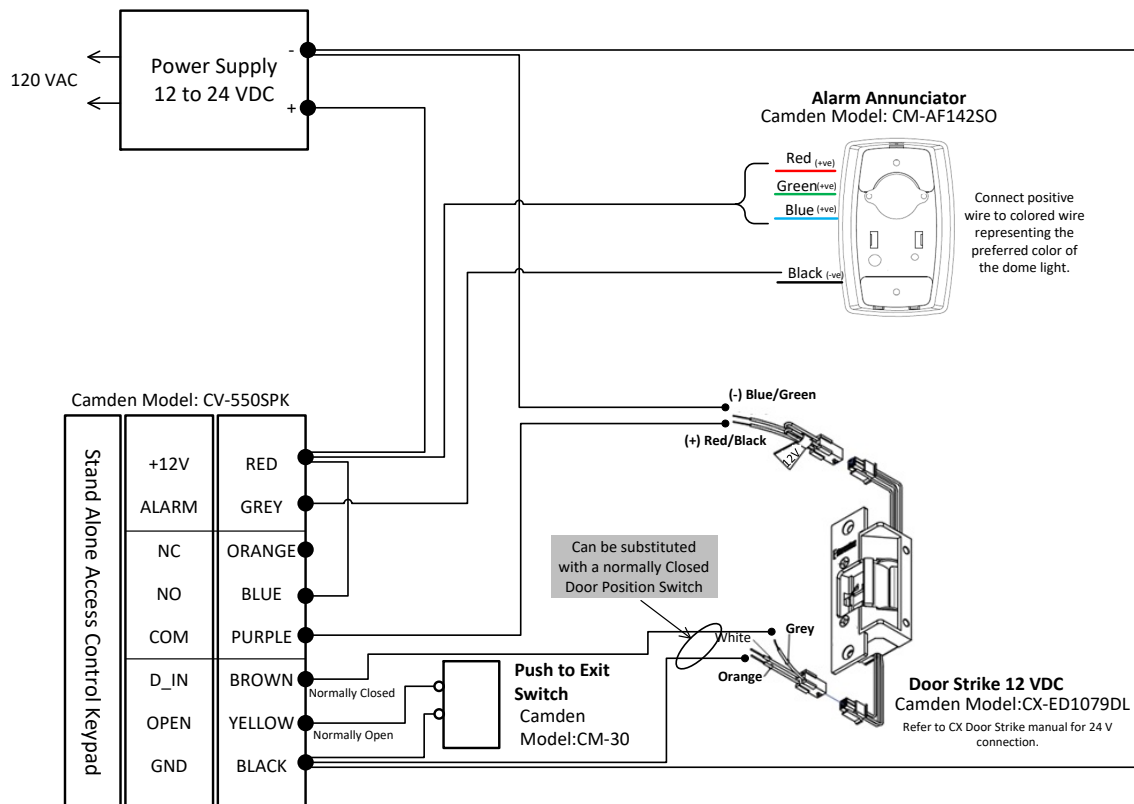 120 VAC
Power Supply
12 to 24 VDC
-
+
Alarm Annunciator
Camden Model: CM-AF142SO
Red (+ve)
Green(+ve)
Blue (+ve)
Black (-ve)
Connect positive
wire to colored wire
representing the
preferred color of
the dome light.
Camden Model: CV-550SPK
Stand Alone Access Control Keypad
+12V RED
ALARM GREY
NC ORANGE
NO BLUE
COM PURPLE
D_IN BROWN
OPEN YELLOW
GND BLACK
(-) Blue/Green
(+) Red/Black
12V
Can be substituted
with a normally Closed
Door Position Switch
White
Grey
Orange
Normally Closed
Normally Open
Push to Exit
Switch
Camden
Model:CM-30
Door Strike 12 VDC
Camden Model:CX-ED1079DL
Refer to CX Door Strike manual for 24 V
connection.